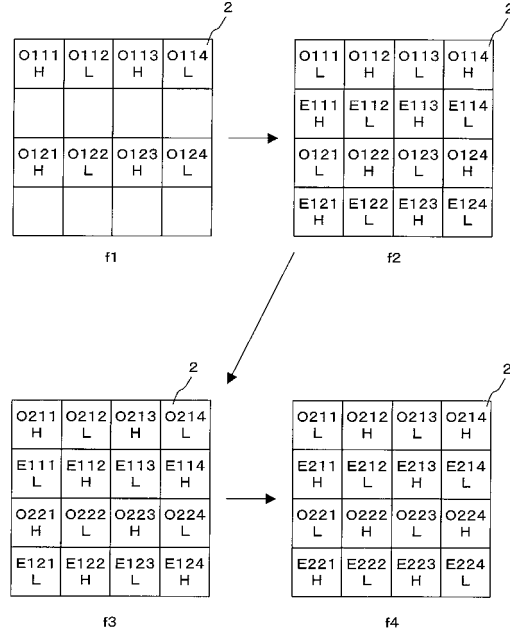 2
2
O111 O112 O113 O114
H L H L
O121 O122 O123 O124
H L H L
f1
O111 O112 O113 O114
L H L H
E111 E112 E113 E114
H L H L
O121 O122 O123 O124
L H L H
E121 E122 E123 E124
H L H L
f2
2
2
O211 O212 O213 O214
H L H L
E111 E112 E113 E114
L H L H
O221 O222 O223 O224
H L H L
E121 E122 E123 E124
L H L H
f3
O211 O212 O213 O214
L H L H
E211 E212 E213 E214
H L H L
O221 O222 O223 O224
L H L H
E221 E222 E223 E224
H L H L
f4